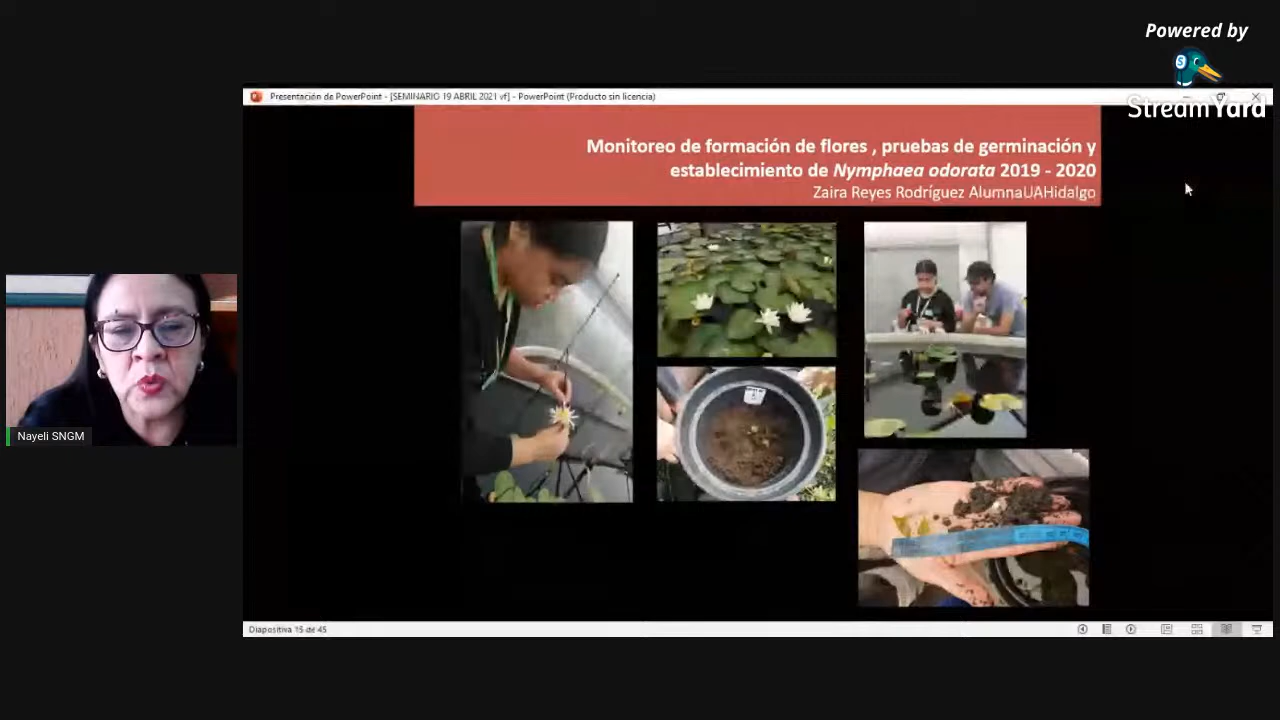 Powered by
StreamYard
Presentación de PowerPoint - [SEMINARIO 19 ABRIL 2021 vf] - PowerPoint (Producto sin licencia)
Monitoreo de formación de flores , pruebas de germinación y
establecimiento de Nymphaea odorata 2019 - 2020
Zaira Reyes Rodríguez AlumnaUAHidalgo
Nayeli SNGM
Diapositiva 15 de 45